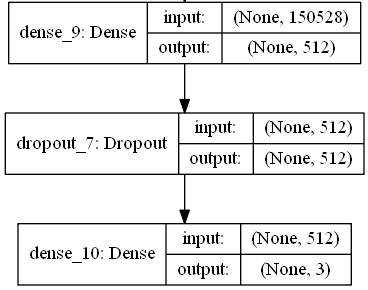 dense_9: Dense
input: (None, 150528)
output: (None, 512)
dropout_7: Dropout
input: (None, 512)
output: (None, 512)
dense_10: Dense
input: (None, 512)
output: (None, 3)